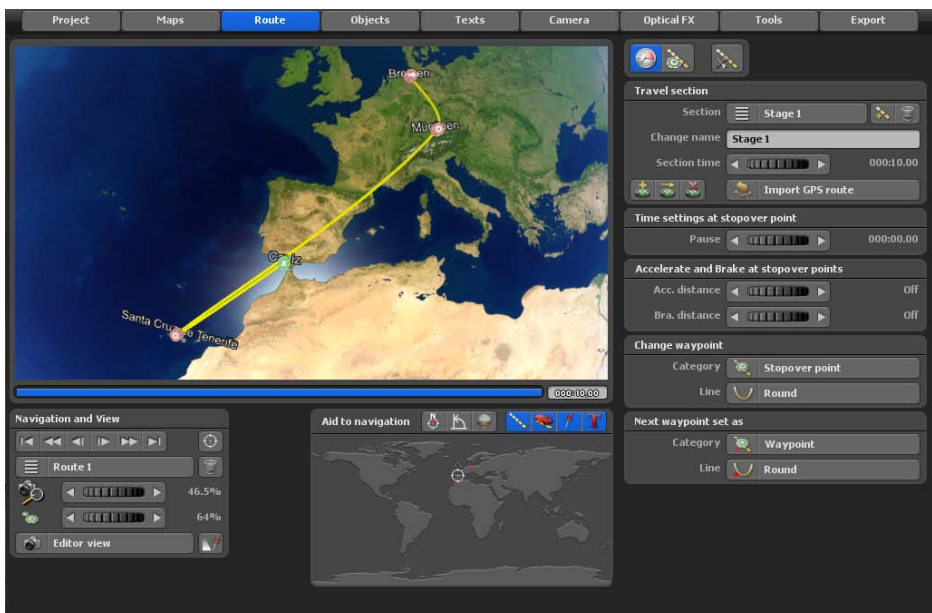 Project Maps Route Objects Texts Camera Optical FX Tools Export
Bremen
München
Cadiz
Santa Cruz de Tenerife
000:10.00
Travel section
Section Stage 1
Change name Stage 1
Section time 000:10.00
Import GPS route
Time settings at stopover point
Pause 000:00.00
Accelerate and Brake at stopover points
Acc. distance Off
Bra. distance Off
Change waypoint
Category Stopover point
Line Round
Next waypoint set as
Category Waypoint
Line Round
Navigation and View
Route 1
46.5%
64%
Editor view
Aid to navigation
N